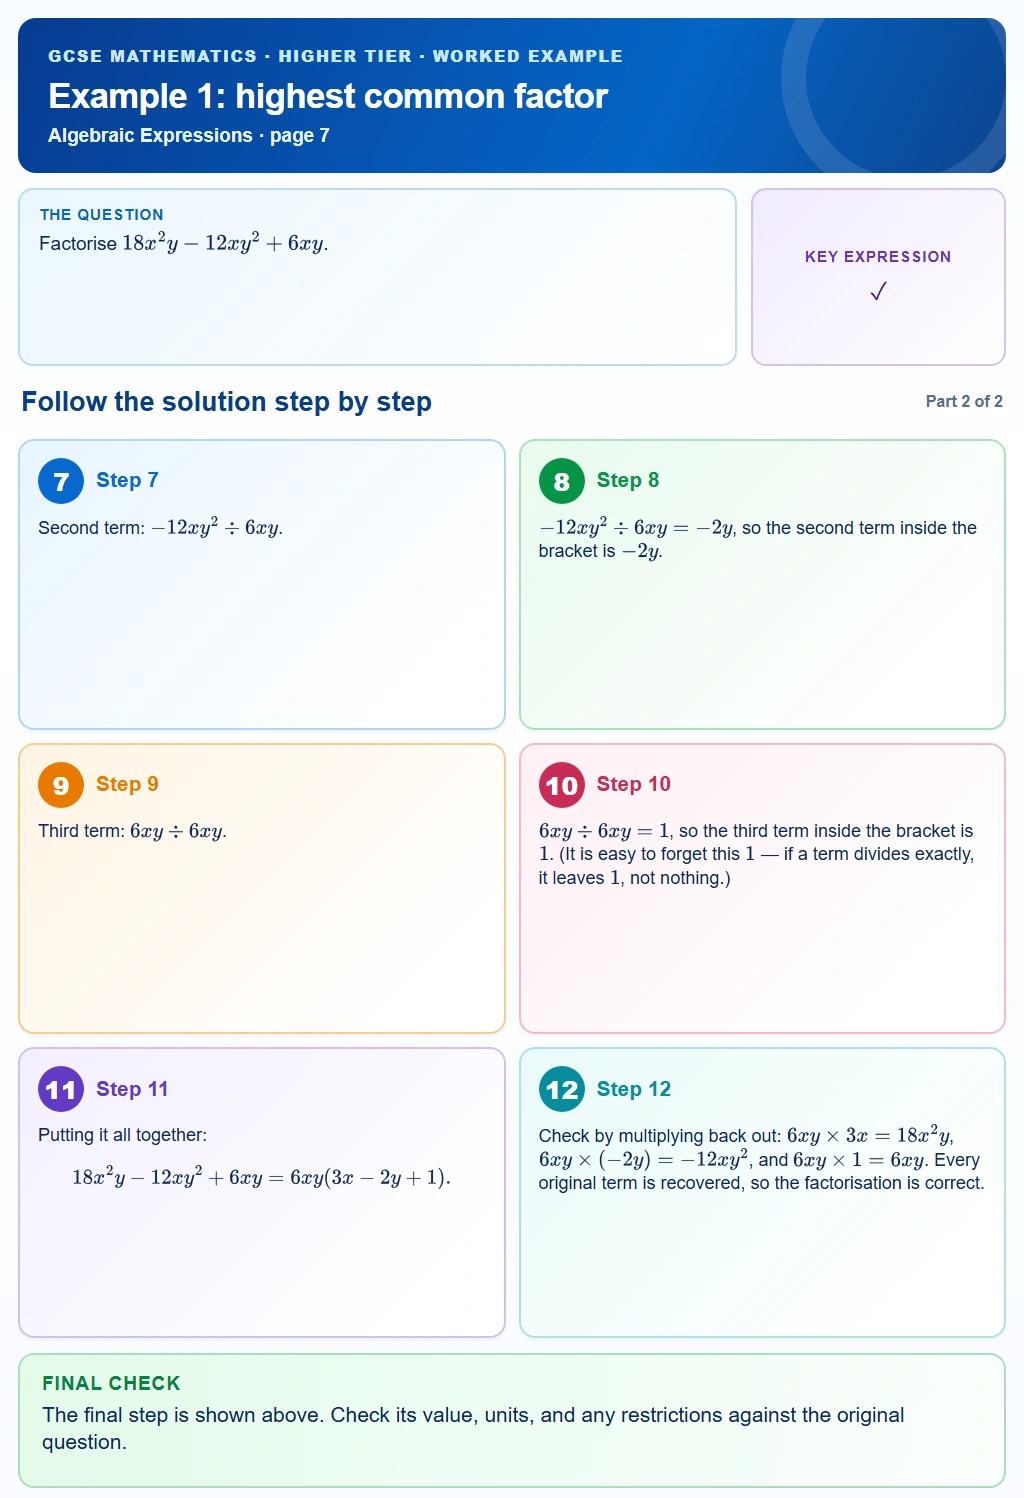 GCSE MATHEMATICS · HIGHER TIER · WORKED EXAMPLE
Example 1: highest common factor
Algebraic Expressions · page 7
THE QUESTION
Factorise 18x²y − 12xy² + 6xy.
KEY EXPRESSION
✓
Follow the solution step by step
Part 2 of 2
7 Step 7
Second term: −12xy² ÷ 6xy.
8 Step 8
−12xy² ÷ 6xy = −2y, so the second term inside the
bracket is −2y.
9 Step 9
Third term: 6xy ÷ 6xy.
10 Step 10
6xy ÷ 6xy = 1, so the third term inside the bracket is
1. (It is easy to forget this 1 — if a term divides exactly,
it leaves 1, not nothing.)
11 Step 11
Putting it all together:
18x²y − 12xy² + 6xy = 6xy(3x − 2y + 1).
12 Step 12
Check by multiplying back out: 6xy × 3x = 18x²y,
6xy × (−2y) = −12xy², and 6xy × 1 = 6xy. Every
original term is recovered, so the factorisation is correct.
FINAL CHECK
The final step is shown above. Check its value, units, and any restrictions against the original
question.